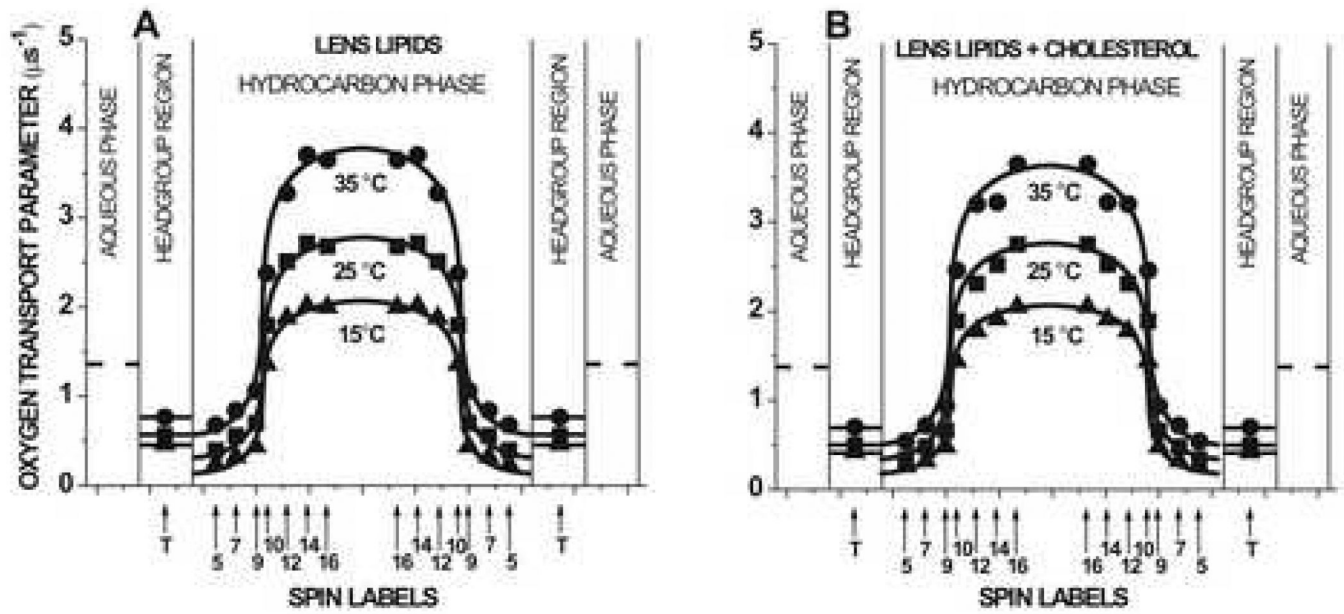 A
OXYGEN TRANSPORT PARAMETER (μs⁻¹)
5
4
3
2
1
0
AQUEOUS PHASE
HEADGROUP REGION
LENS LIPIDS
HYDROCARBON PHASE
35 °C
25 °C
15°C
HEADGROUP REGION
AQUEOUS PHASE
T 5 7 9 10 12 14 16 16 14 12 10 9 7 5 T
SPIN LABELS
B
5
4
3
2
1
0
AQUEOUS PHASE
HEADGROUP REGION
LENS LIPIDS + CHOLESTEROL
HYDROCARBON PHASE
35 °C
25 °C
15 °C
HEADGROUP REGION
AQUEOUS PHASE
T 5 7 9 10 12 14 16 16 14 12 10 9 7 5 T
SPIN LABELS